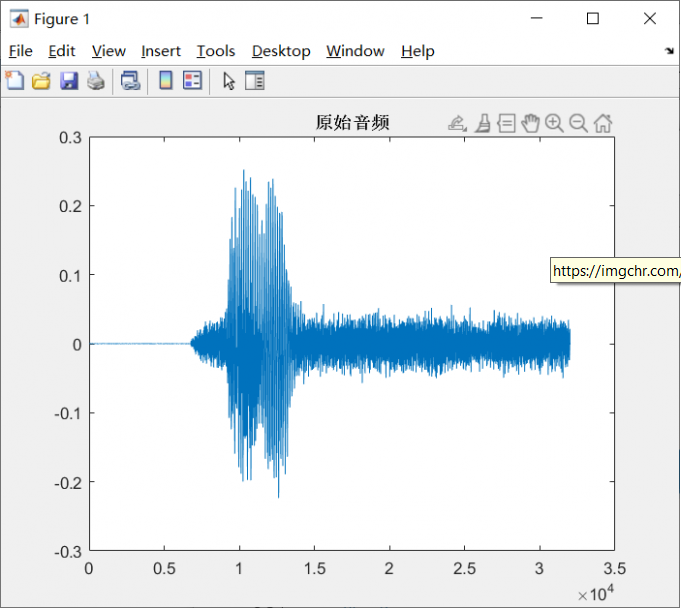 Figure 1
File Edit View Insert Tools Desktop Window Help
原始音频
0.3
0.2
https://imgchr.com/
0.1
0
-0.1
-0.2
-0.3
0 0.5 1 1.5 2 2.5 3 3.5
×10⁴